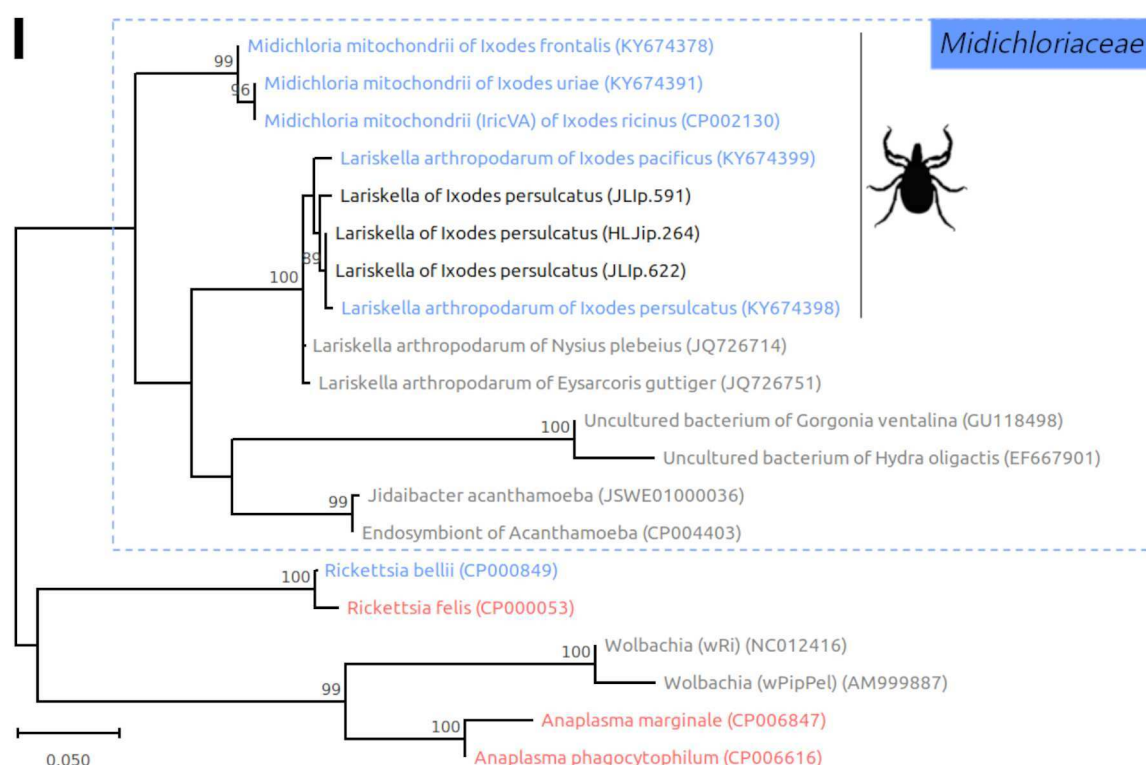 I
Midichloriaceae
Midichloria mitochondrii of Ixodes frontalis (KY674378)
99
Midichloria mitochondrii of Ixodes uriae (KY674391)
96
Midichloria mitochondrii (IricVA) of Ixodes ricinus (CP002130)
Lariskella arthropodarum of Ixodes pacificus (KY674399)
Lariskella of Ixodes persulcatus (JLIp.591)
Lariskella of Ixodes persulcatus (HLJip.264)
89
Lariskella of Ixodes persulcatus (JLIp.622)
100
Lariskella arthropodarum of Ixodes persulcatus (KY674398)
Lariskella arthropodarum of Nysius plebeius (JQ726714)
Lariskella arthropodarum of Eysarcoris guttiger (JQ726751)
Uncultured bacterium of Gorgonia ventalina (GU118498)
100
Uncultured bacterium of Hydra oligactis (EF667901)
Jidaibacter acanthamoeba (JSWE01000036)
99
Endosymbiont of Acanthamoeba (CP004403)
Rickettsia bellii (CP000849)
100
Rickettsia felis (CP000053)
Wolbachia (wRi) (NC012416)
100
Wolbachia (wPipPel) (AM999887)
99
Anaplasma marginale (CP006847)
100
Anaplasma phagocytophilum (CP006616)
0.050